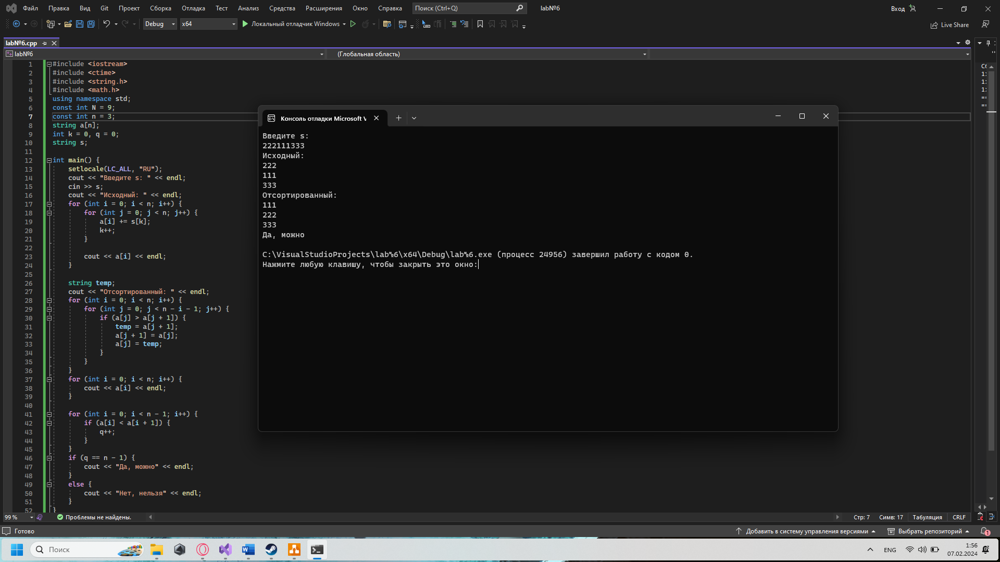 Файл Правка Вид Git Проект Сборка Отладка Тест Анализ Средства Расширения Окно Справка Поиск (Ctrl+Q) lab№6 Вход
Debug x64 Локальный отладчик Windows Live Share
lab№6.cpp
lab№6 (Глобальная область)
1 #include <iostream>
2 #include <ctime>
3 #include <string.h>
4 #include <math.h>
5 using namespace std;
6 const int N = 9;
7 const int n = 3;
8 string a[n];
9 int k = 0, q = 0;
10 string s;
11
12 int main() {
13 setlocale(LC_ALL, "RU");
14 cout << "Введите s: " << endl;
15 cin >> s;
16 cout << "Исходный: " << endl;
17 for (int i = 0; i < n; i++) {
18 for (int j = 0; j < n; j++) {
19 a[i] += s[k];
20 k++;
21 }
22
23 cout << a[i] << endl;
24 }
25
26 string temp;
27 cout << "Отсортированный: " << endl;
28 for (int i = 0; i < n; i++) {
29 for (int j = 0; j < n - i - 1; j++) {
30 if (a[j] > a[j + 1]) {
31 temp = a[j + 1];
32 a[j + 1] = a[j];
33 a[j] = temp;
34 }
35 }
36 }
37 for (int i = 0; i < n; i++) {
38 cout << a[i] << endl;
39 }
40
41 for (int i = 0; i < n - 1; i++) {
42 if (a[i] < a[i + 1]) {
43 q++;
44 }
45 }
46 if (q == n - 1) {
47 cout << "Да, можно" << endl;
48 }
49 else {
50 cout << "Нет, нельзя" << endl;
51 }
52 }
Консоль отладки Microsoft V
Введите s:
222111333
Исходный:
222
111
333
Отсортированный:
111
222
333
Да, можно
C:\VisualStudioProjects\lab%6\x64\Debug\lab%6.exe (процесс 24956) завершил работу с кодом 0.
Нажмите любую клавишу, чтобы закрыть это окно:
99 % Проблемы не найдены. Стр: 7 Симв: 17 Табуляция CRLF
Готово Добавить в систему управления версиями Выбрать репозиторий 1
Поиск ENG 1:56
07.02.2024